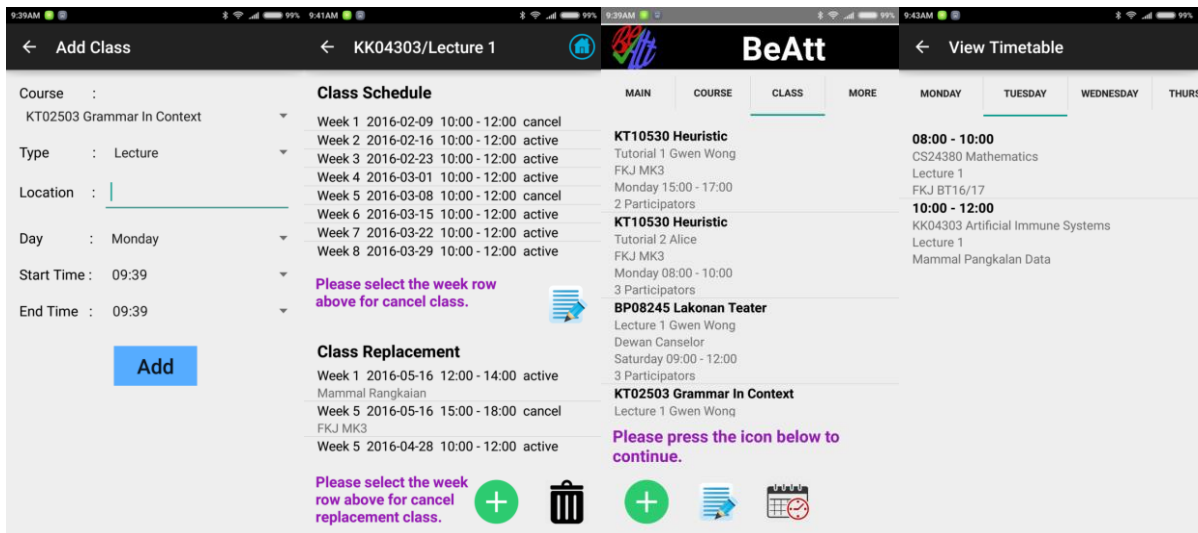 9:39AM
99%
← Add Class
Course :
KT02503 Grammar In Context
Type : Lecture
Location :
Day : Monday
Start Time : 09:39
End Time : 09:39
Add
9:41AM
99%
← KK04303/Lecture 1
Class Schedule
Week 1 2016-02-09 10:00 - 12:00 cancel
Week 2 2016-02-16 10:00 - 12:00 active
Week 3 2016-02-23 10:00 - 12:00 active
Week 4 2016-03-01 10:00 - 12:00 active
Week 5 2016-03-08 10:00 - 12:00 cancel
Week 6 2016-03-15 10:00 - 12:00 active
Week 7 2016-03-22 10:00 - 12:00 active
Week 8 2016-03-29 10:00 - 12:00 active
Please select the week row
above for cancel class.
Class Replacement
Week 1 2016-05-16 12:00 - 14:00 active
Mammal Rangkaian
Week 5 2016-05-16 15:00 - 18:00 cancel
FKJ MK3
Week 5 2016-04-28 10:00 - 12:00 active
Please select the week
row above for cancel
replacement class.
9:39AM
99%
BeAtt
BeAtt
MAIN COURSE CLASS MORE
KT10530 Heuristic
Tutorial 1 Gwen Wong
FKJ MK3
Monday 15:00 - 17:00
2 Participators
KT10530 Heuristic
Tutorial 2 Alice
FKJ MK3
Monday 08:00 - 10:00
3 Participators
BP08245 Lakonan Teater
Lecture 1 Gwen Wong
Dewan Canselor
Saturday 09:00 - 12:00
3 Participators
KT02503 Grammar In Context
Lecture 1 Gwen Wong
Please press the icon below to
continue.
9:43AM
99%
← View Timetable
MONDAY TUESDAY WEDNESDAY THURS
08:00 - 10:00
CS24380 Mathematics
Lecture 1
FKJ BT16/17
10:00 - 12:00
KK04303 Artificial Immune Systems
Lecture 1
Mammal Pangkalan Data